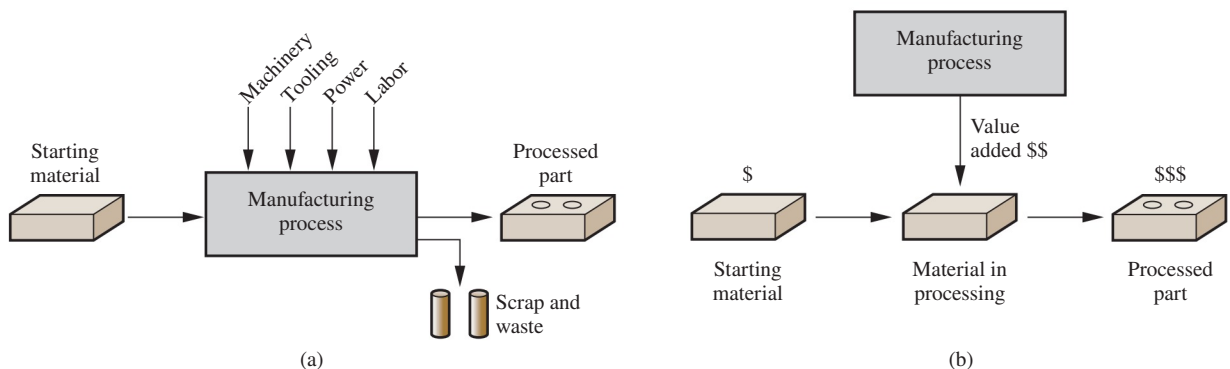 Machinery
Tooling
Power
Labor
Starting
material
Manufacturing
process
Processed
part
Scrap and
waste
(a)
Manufacturing
process
Value
added $$
$
$$$
Starting
material
Material in
processing
Processed
part
(b)